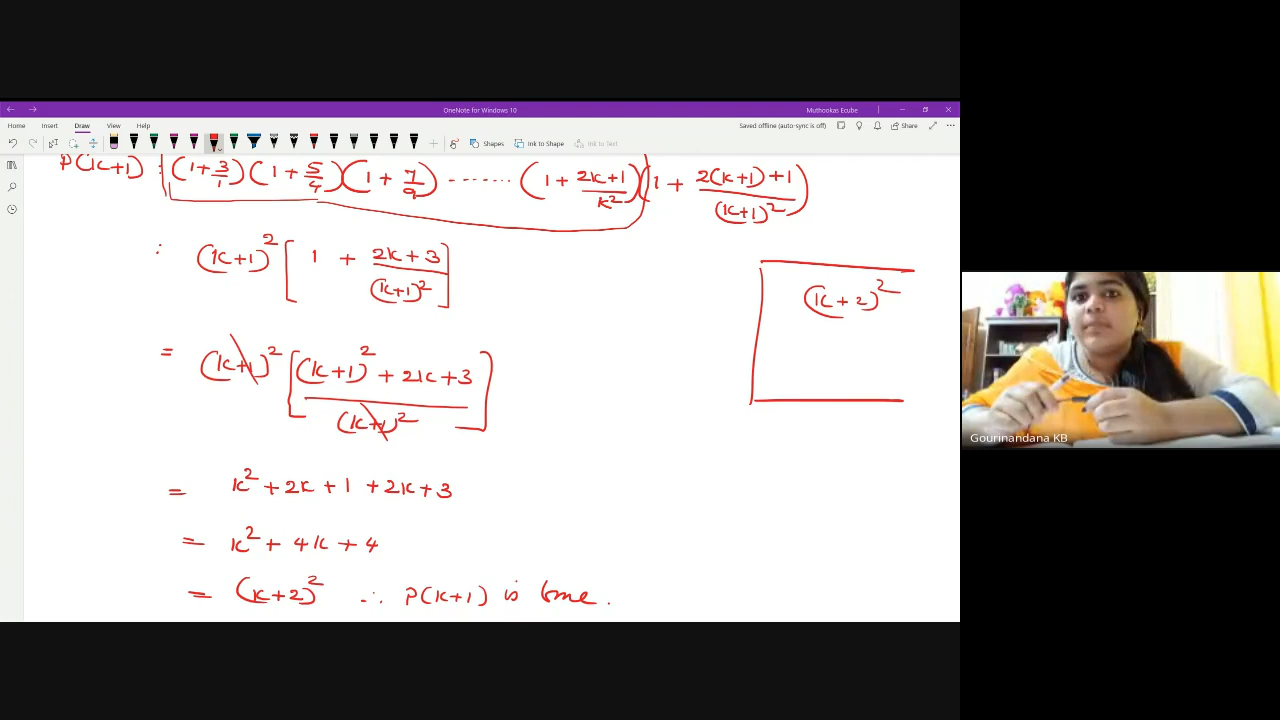 OneNote for Windows 10
Muthookas Ecube
Home Insert Draw View Help
Saved offline (auto-sync is off) Share
Shapes Ink to Shape Ink to Text
P(k+1) : (1+3/1)(1+5/4)(1+7/9) ------- (1+2k+1/k²)(1+2(k+1)+1/(k+1)²)
: (k+1)² [1 + 2k+3/(k+1)²]
(k+2)²
= (k+1)² [(k+1)²+2k+3/(k+1)²]
Gourinandana KB
= k²+2k+1+2k+3
= k²+4k+4
= (k+2)² ∴ P(k+1) is true.